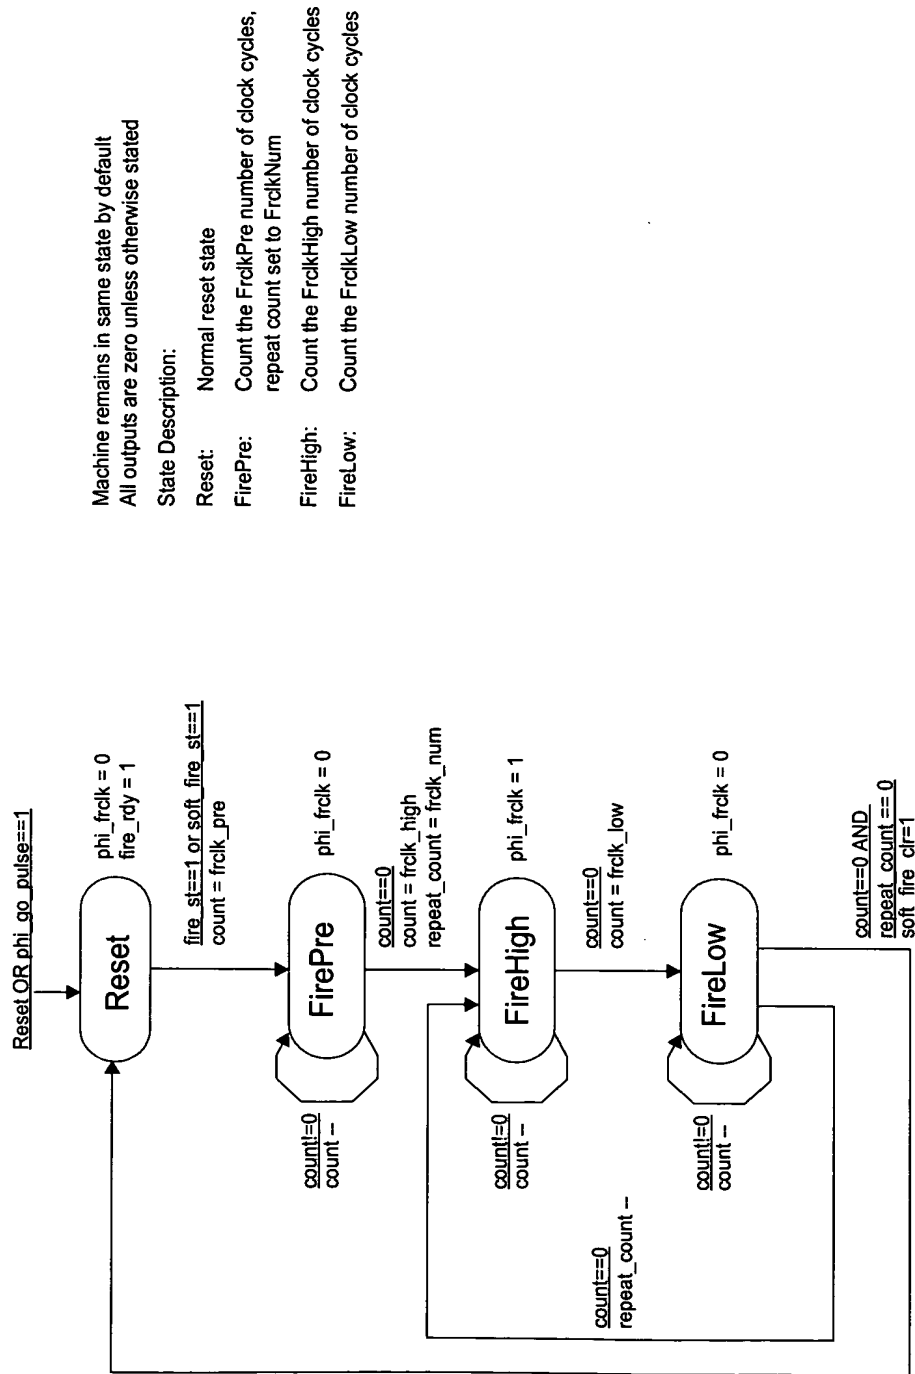 Reset OR phi_go_pulse==1
Reset
phi_frclk = 0
fire_rdy = 1
fire_st==1 or soft_fire_st==1
count = frclk_pre
FirePre
phi_frclk = 0
count!=0
count --
count==0
count = frclk_high
repeat_count = frclk_num
FireHigh
phi_frclk = 1
count!=0
count --
count==0
count = frclk_low
FireLow
phi_frclk = 0
count!=0
count --
count==0
repeat_count --
count==0 AND
repeat_count == 0
soft_fire_clr=1
Machine remains in same state by default
All outputs are zero unless otherwise stated
State Description:
Reset: Normal reset state
FirePre: Count the FrclkPre number of clock cycles,
repeat count set to FrclkNum
FireHigh: Count the FrclkHigh number of clock cycles
FireLow: Count the FrclkLow number of clock cycles